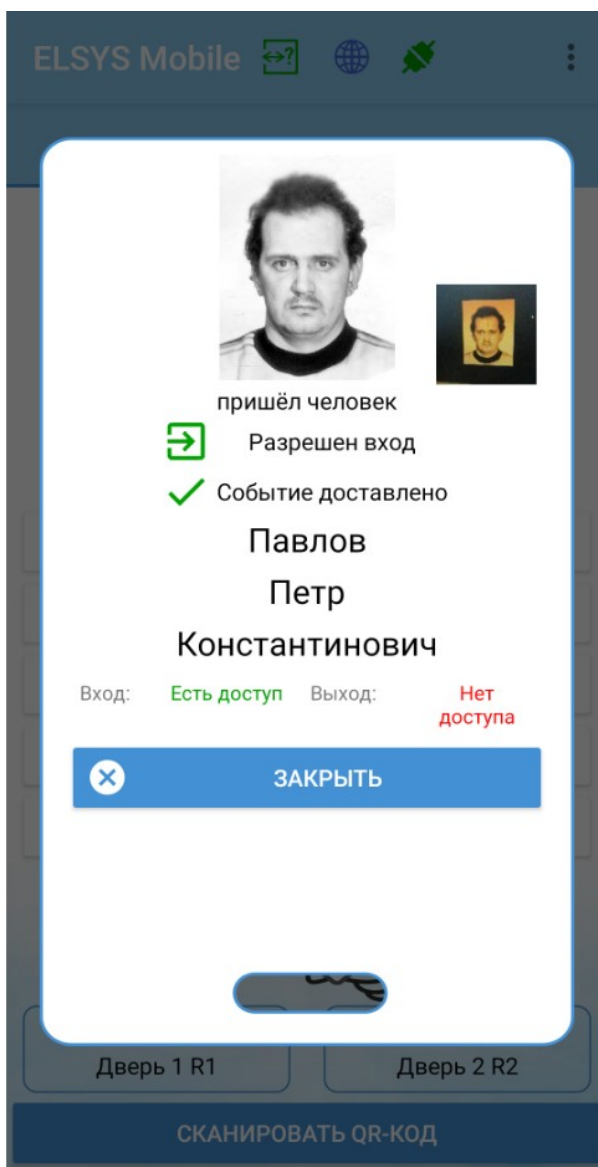 ELSYS Mobile
пришёл человек
Разрешен вход
Событие доставлено
Павлов
Петр
Константинович
Вход: Есть доступ Выход: Нет
доступа
ЗАКРЫТЬ
Дверь 1 R1 Дверь 2 R2
СКАНИРОВАТЬ QR-КОД